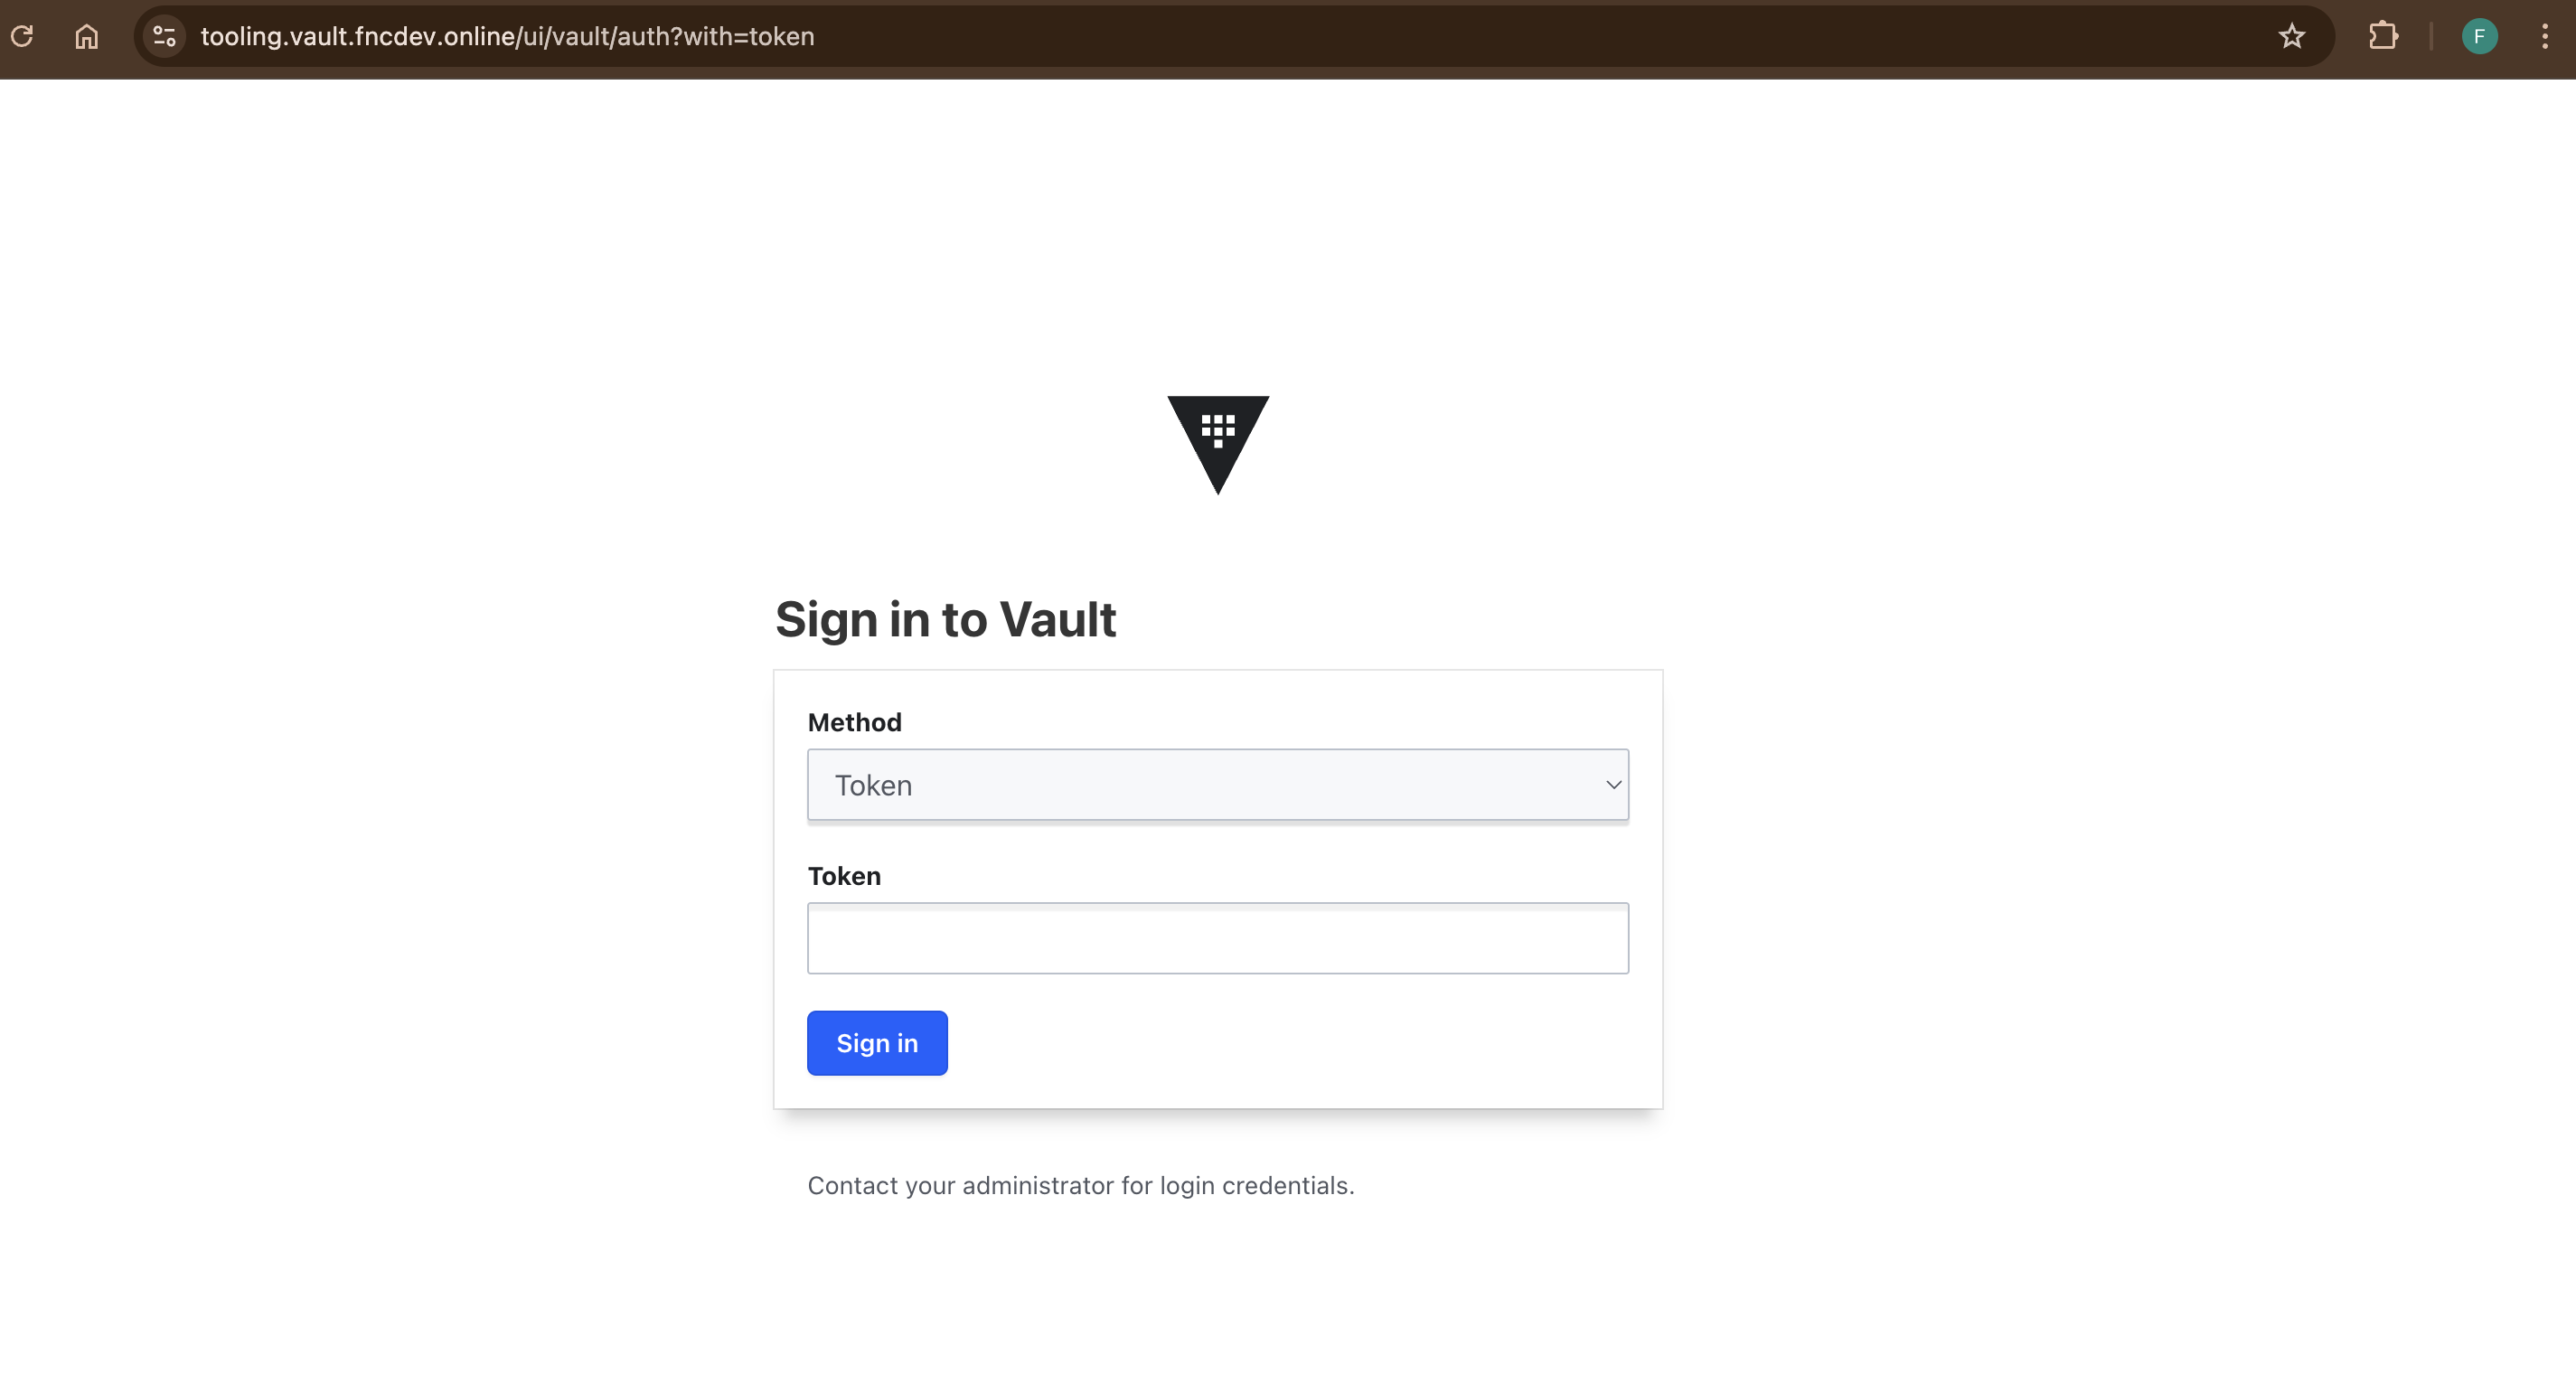 tooling.vault.fncdev.online/ui/vault/auth?with=token
F
Sign in to Vault
Method
Token
Token
Sign in
Contact your administrator for login credentials.